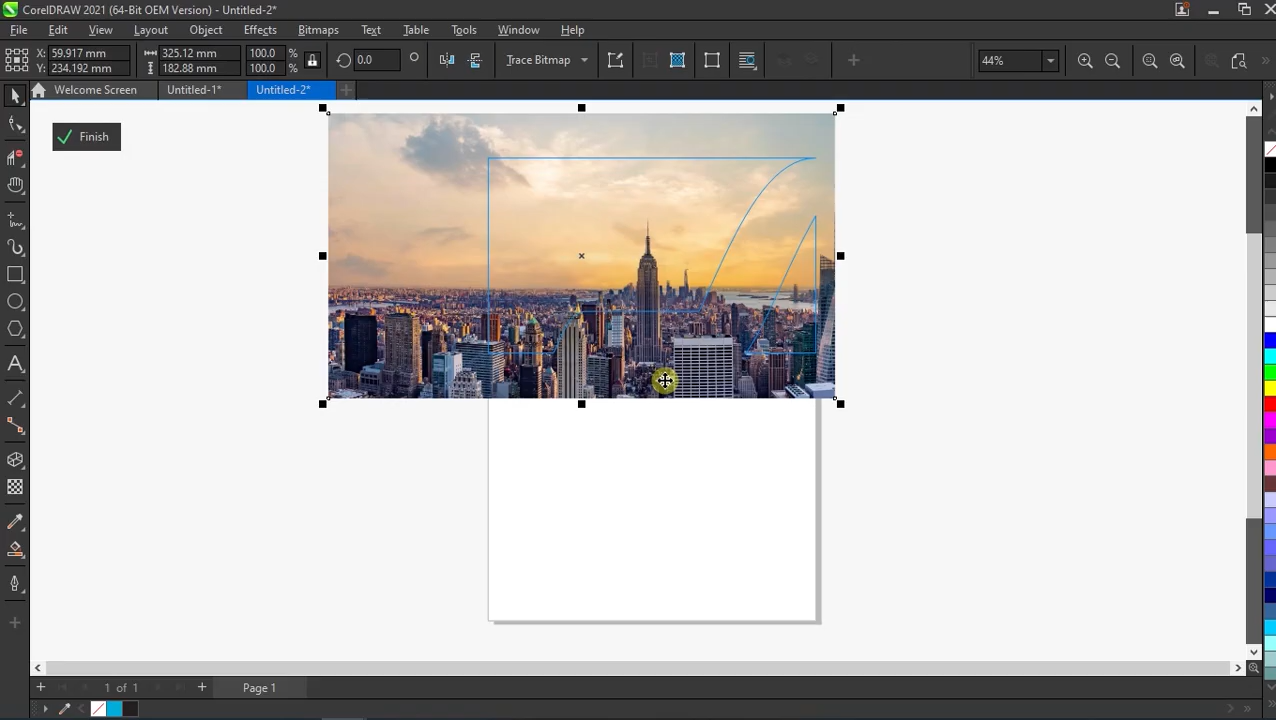 CorelDRAW 2021 (64-Bit OEM Version) - Untitled-2*
File Edit View Layout Object Effects Bitmaps Text Table Tools Window Help
X: 59.917 mm 325.12 mm 100.0 % 0.0 ° Trace Bitmap 44%
Y: 234.192 mm 182.88 mm 100.0 %
Welcome Screen Untitled-1* Untitled-2*
Finish
1 of 1 Page 1